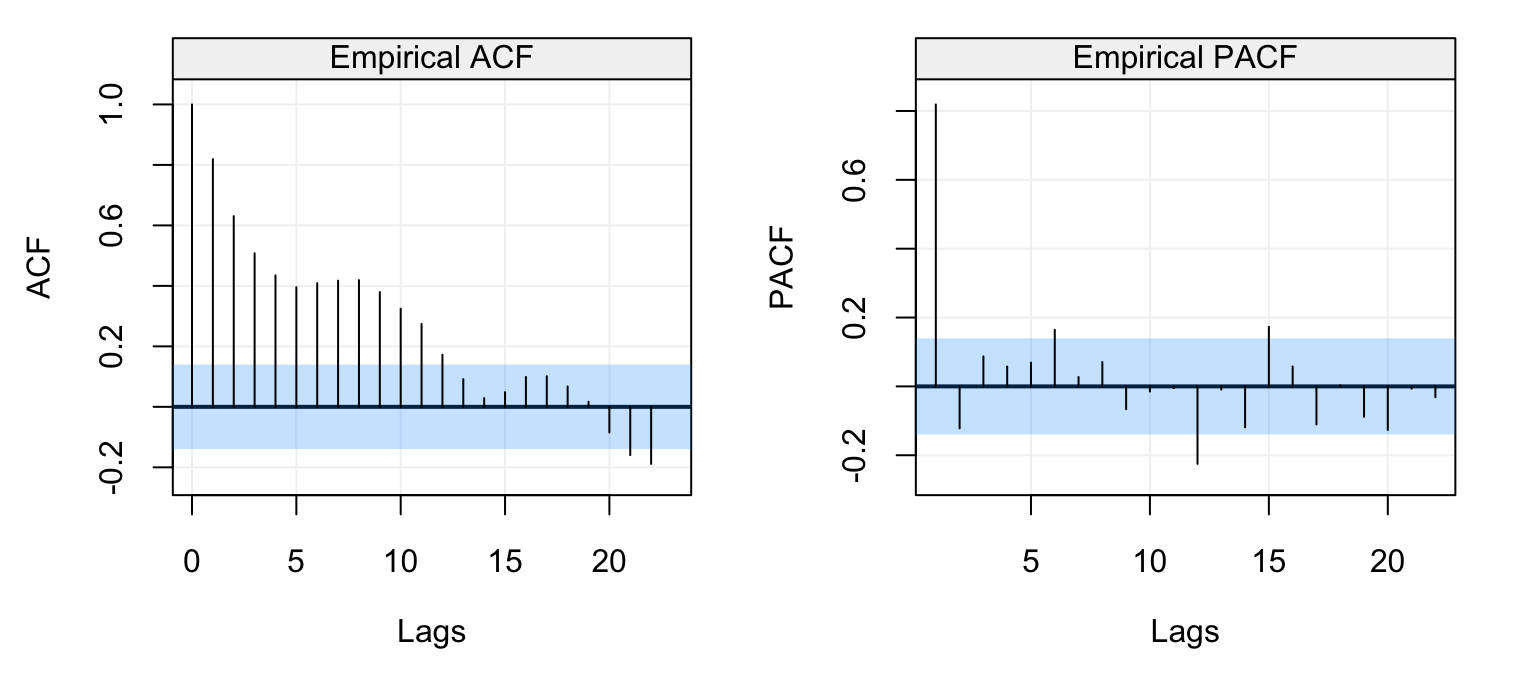 Empirical ACF
ACF
1.0
0.6
0.2
-0.2
0 5 10 15 20
Lags
Empirical PACF
PACF
0.6
0.2
-0.2
5 10 15 20
Lags